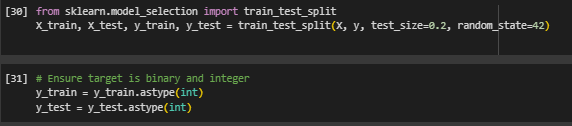 [30] from sklearn.model_selection import train_test_split
X_train, X_test, y_train, y_test = train_test_split(X, y, test_size=0.2, random_state=42)
[31] # Ensure target is binary and integer
y_train = y_train.astype(int)
y_test = y_test.astype(int)